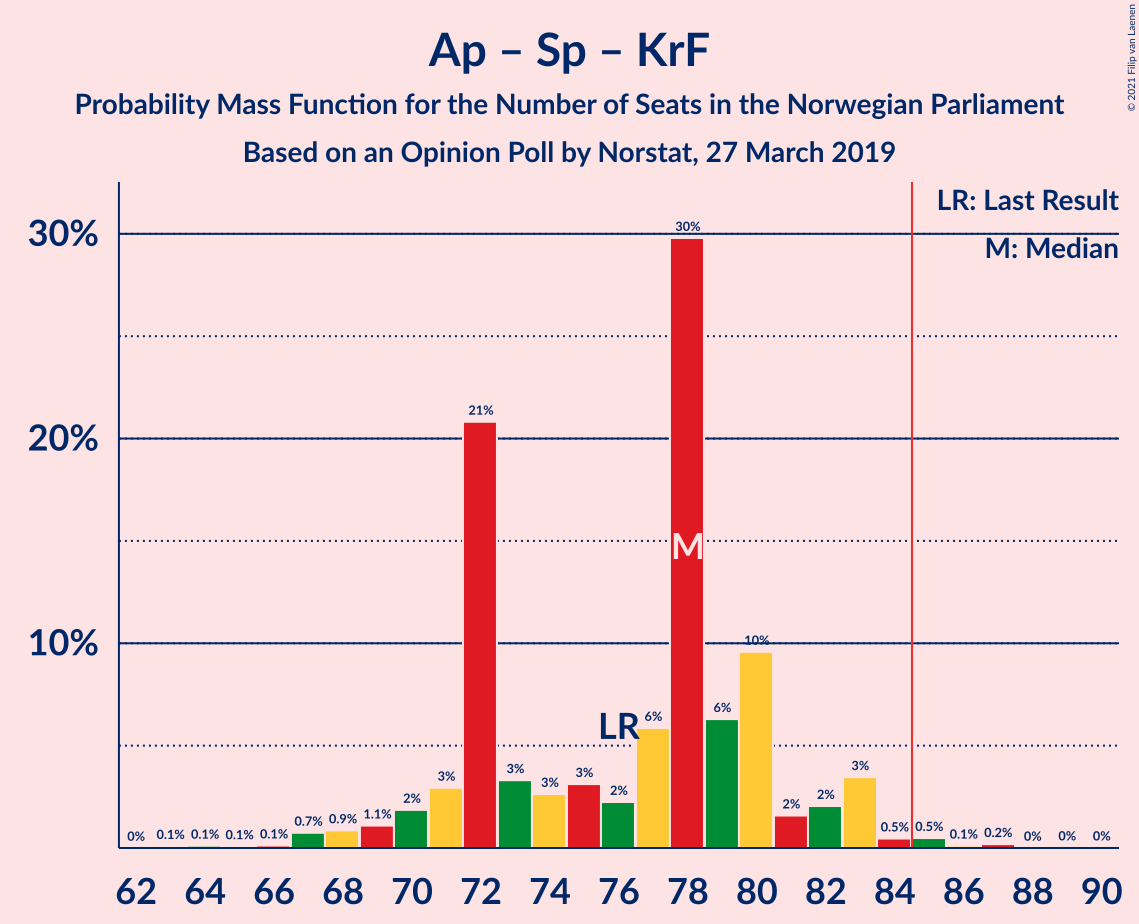 Ap – Sp – KrF
Probability Mass Function for the Number of Seats in the Norwegian Parliament
Based on an Opinion Poll by Norstat, 27 March 2019
© 2021 Filip van Laenen
LR: Last Result
M: Median
30%
20%
10%
0% 0.1% 0.1% 0.1% 0.1% 0.7% 0.9% 1.1% 2% 3% 21% 3% 3% 3% 2% 6% 30% 6% 10% 2% 2% 3% 0.5% 0.5% 0.1% 0.2% 0% 0% 0%
LR
M
62 64 66 68 70 72 74 76 78 80 82 84 86 88 90